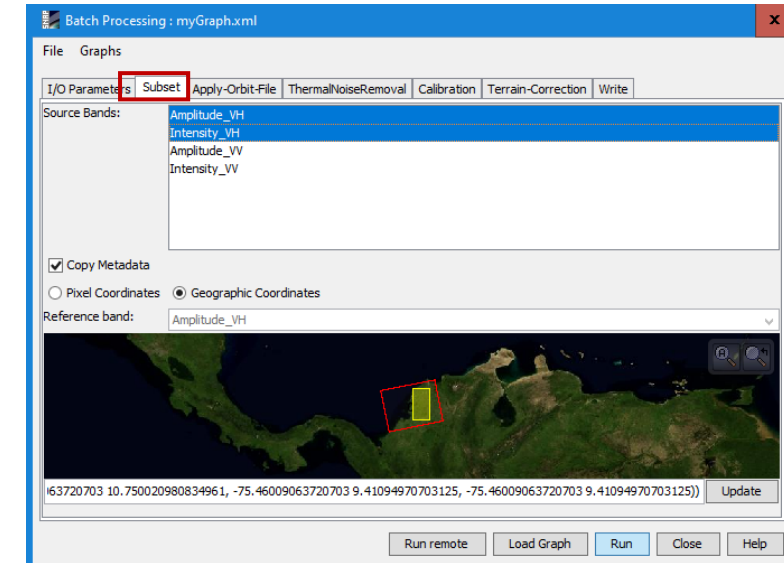 SNAP
Batch Processing : myGraph.xml
x
File Graphs
I/O Parameters Subset Apply-Orbit-File ThermalNoiseRemoval Calibration Terrain-Correction Write
Source Bands:
Amplitude_VH
Intensity_VH
Amplitude_VV
Intensity_VV
Copy Metadata
Pixel Coordinates Geographic Coordinates
Reference band: Amplitude_VH
63720703 10.750020980834961, -75.46009063720703 9.41094970703125, -75.46009063720703 9.41094970703125)) Update
Run remote Load Graph Run Close Help